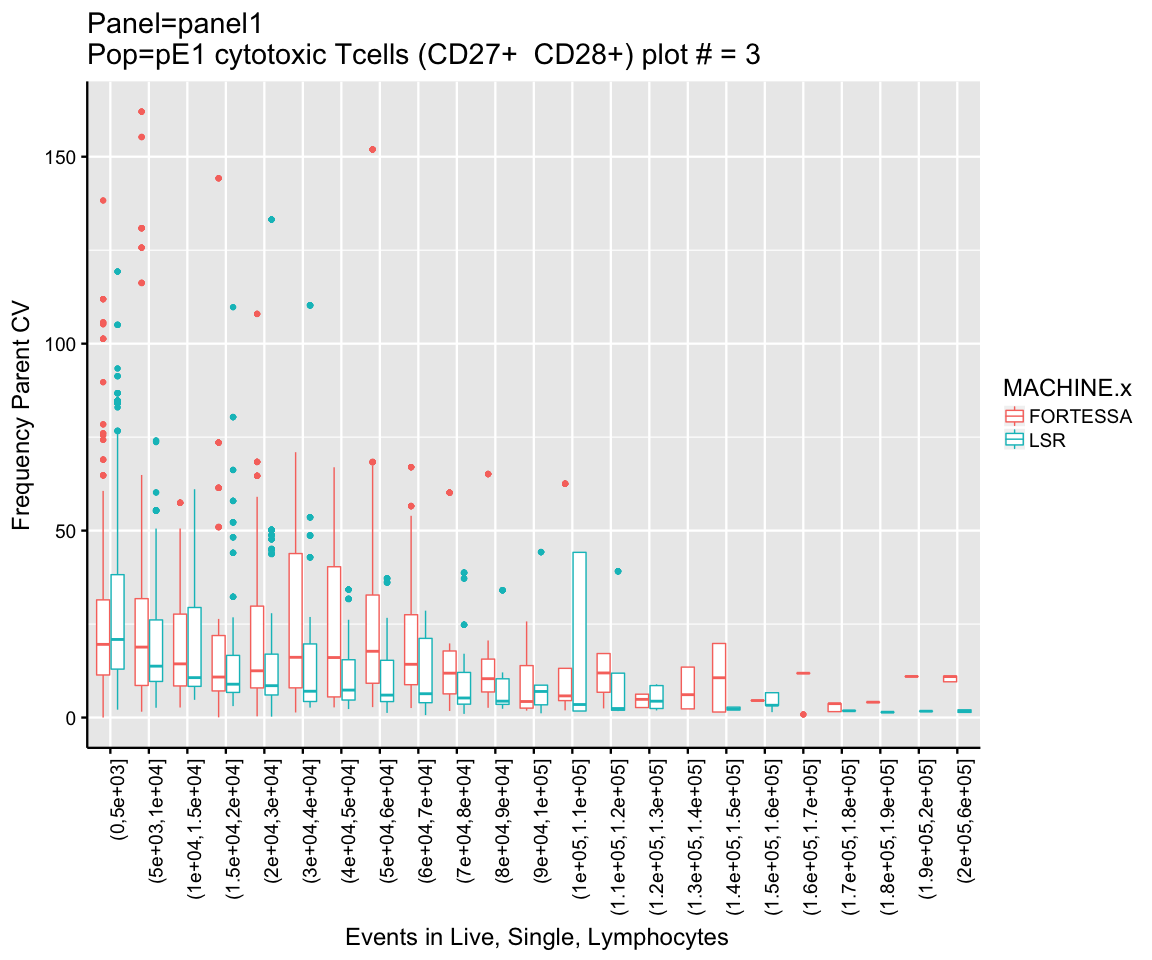 Panel=panel1
Pop=pE1 cytotoxic Tcells (CD27+  CD28+) plot # = 3
Frequency Parent CV
150
100
50
0
(0,5e+03]
(5e+03,1e+04]
(1e+04,1.5e+04]
(1.5e+04,2e+04]
(2e+04,3e+04]
(3e+04,4e+04]
(4e+04,5e+04]
(5e+04,6e+04]
(6e+04,7e+04]
(7e+04,8e+04]
(8e+04,9e+04]
(9e+04,1e+05]
(1e+05,1.1e+05]
(1.1e+05,1.2e+05]
(1.2e+05,1.3e+05]
(1.3e+05,1.4e+05]
(1.4e+05,1.5e+05]
(1.5e+05,1.6e+05]
(1.6e+05,1.7e+05]
(1.7e+05,1.8e+05]
(1.8e+05,1.9e+05]
(1.9e+05,2e+05]
(2e+05,6e+05]
Events in Live, Single, Lymphocytes
MACHINE.x
FORTESSA
LSR